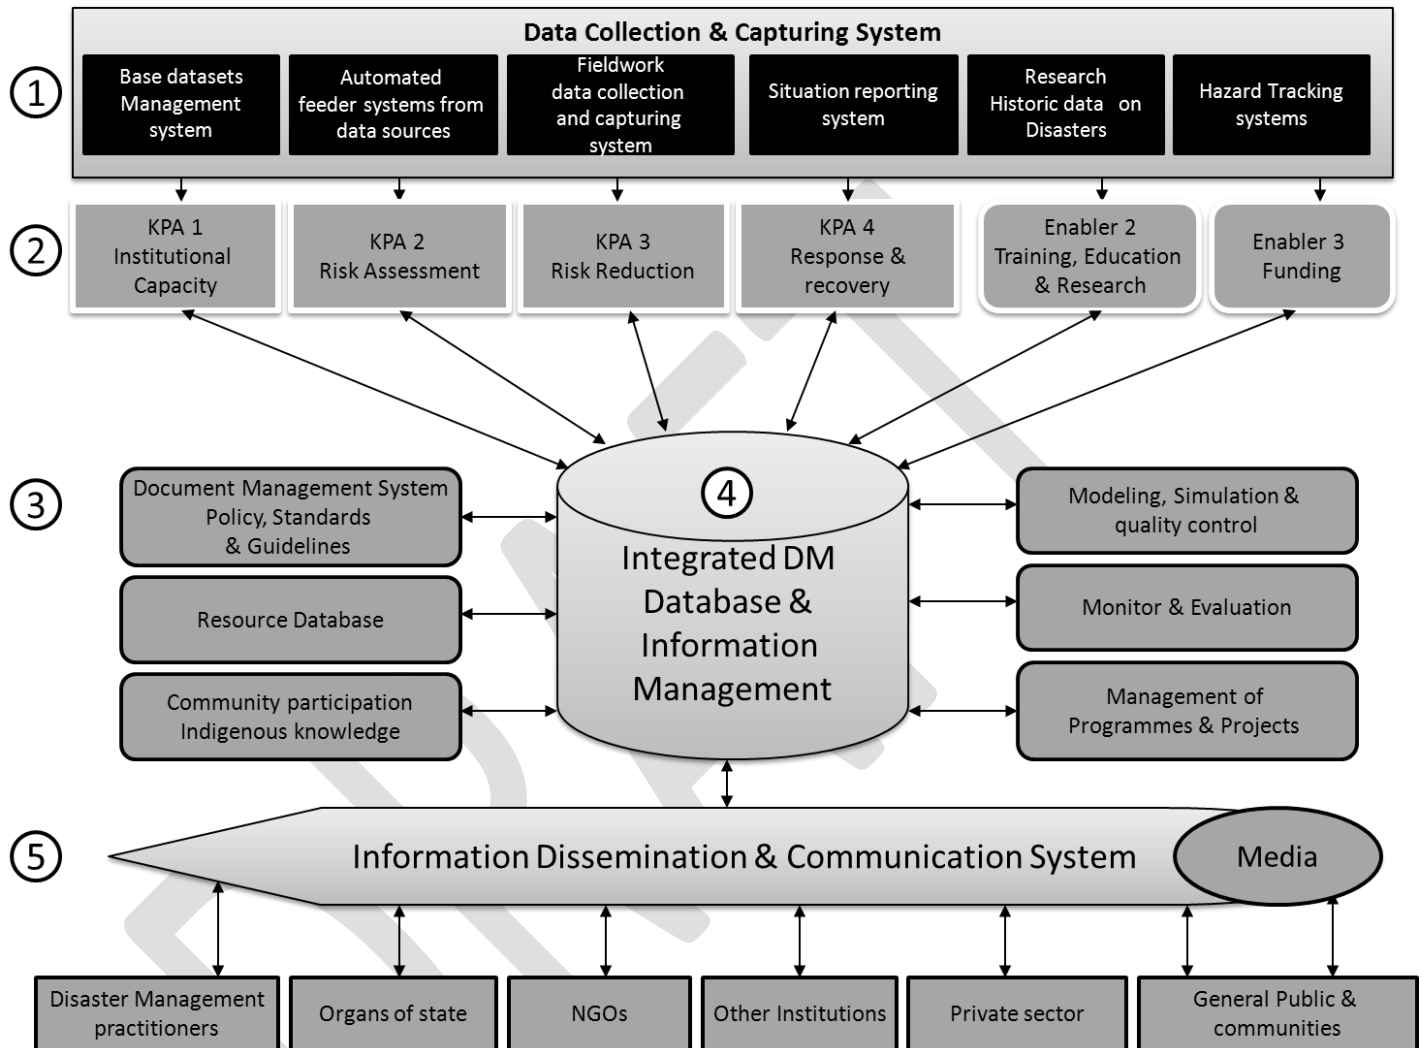 Data Collection & Capturing System
1
Base datasets
Management
system
Automated
feeder systems from
data sources
Fieldwork
data collection
and capturing
system
Situation reporting
system
Research
Historic data on
Disasters
Hazard Tracking
systems
2
KPA 1
Institutional
Capacity
KPA 2
Risk Assessment
KPA 3
Risk Reduction
KPA 4
Response &
recovery
Enabler 2
Training, Education
& Research
Enabler 3
Funding
3
Document Management System
Policy, Standards
& Guidelines
Resource Database
Community participation
Indigenous knowledge
4
Integrated DM
Database &
Information
Management
Modeling, Simulation &
quality control
Monitor & Evaluation
Management of
Programmes & Projects
5
Information Dissemination & Communication System
Media
Disaster Management
practitioners
Organs of state
NGOs
Other Institutions
Private sector
General Public &
communities
DRAFT